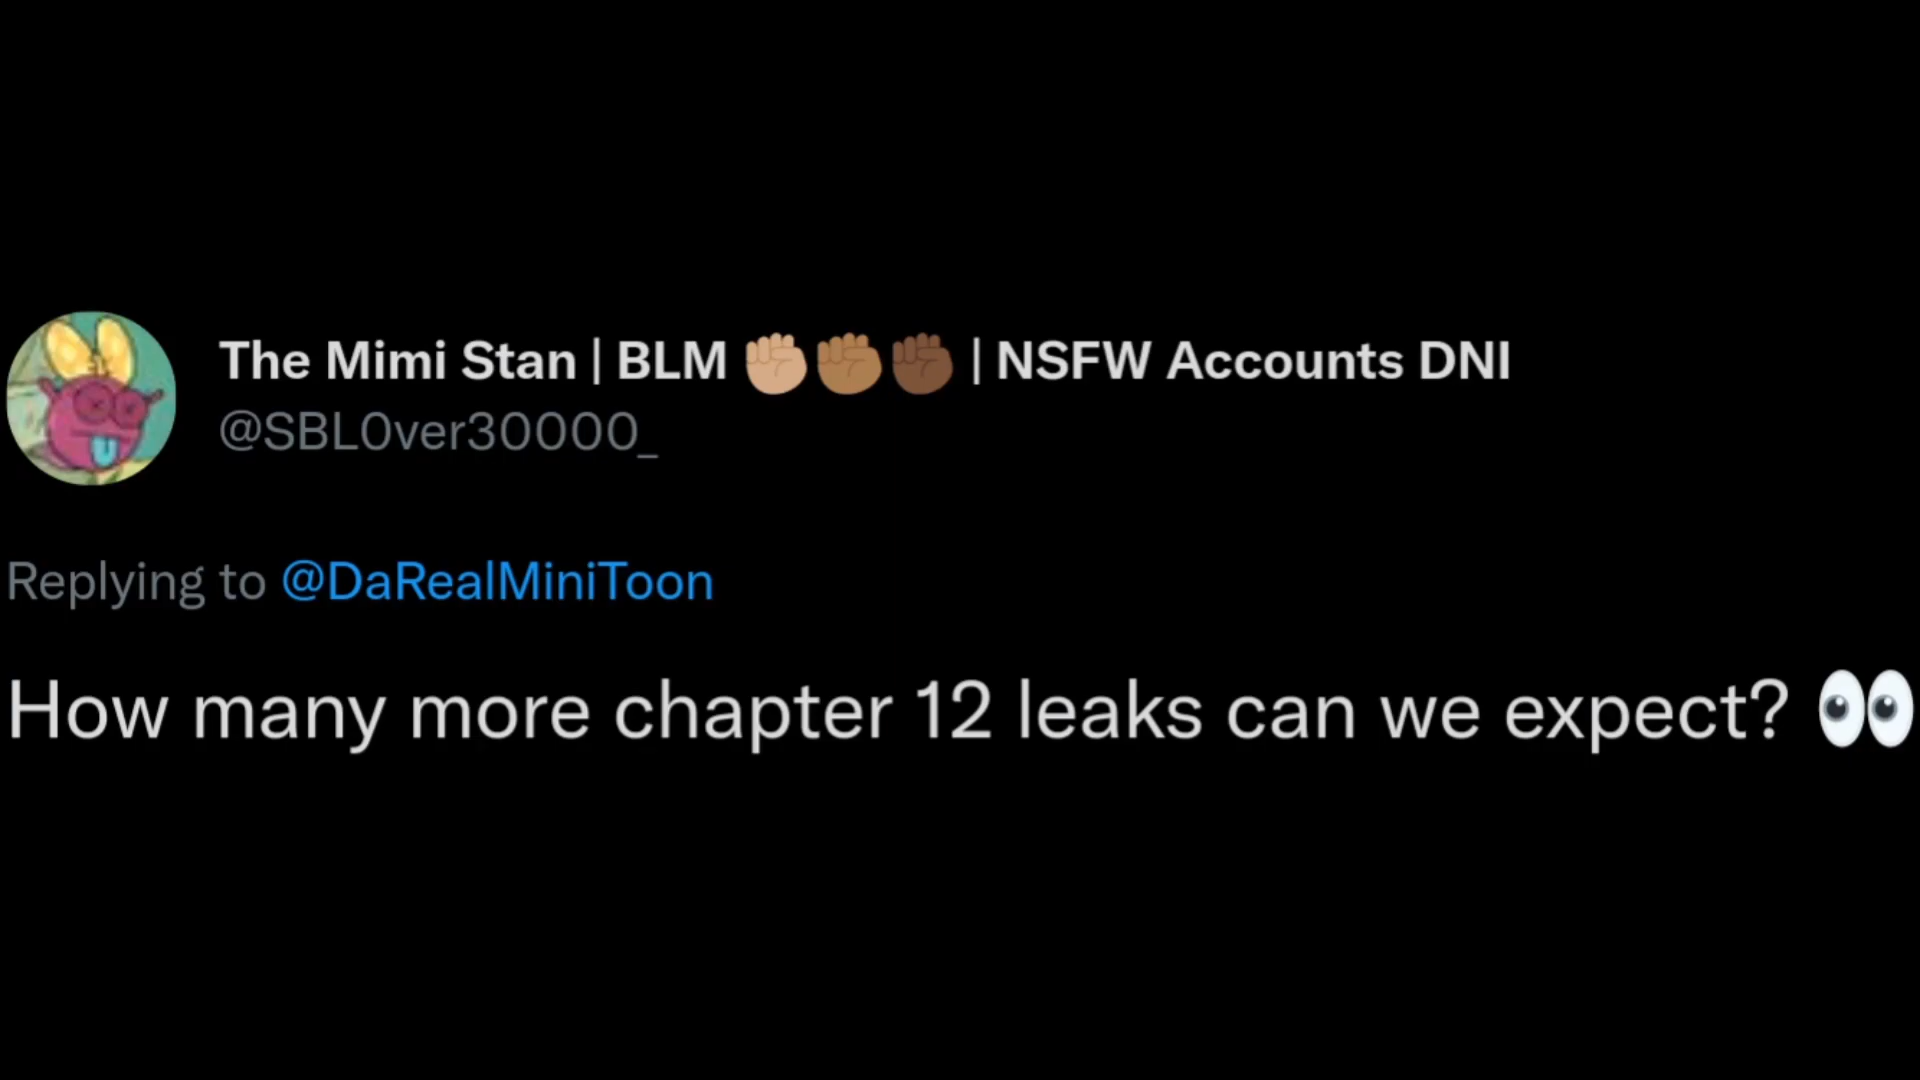 The Mimi Stan | BLM ✊🏼✊🏽✊🏾 | NSFW Accounts DNI
@SBL0ver30000_
Replying to @DaRealMiniToon
How many more chapter 12 leaks can we expect? 👀